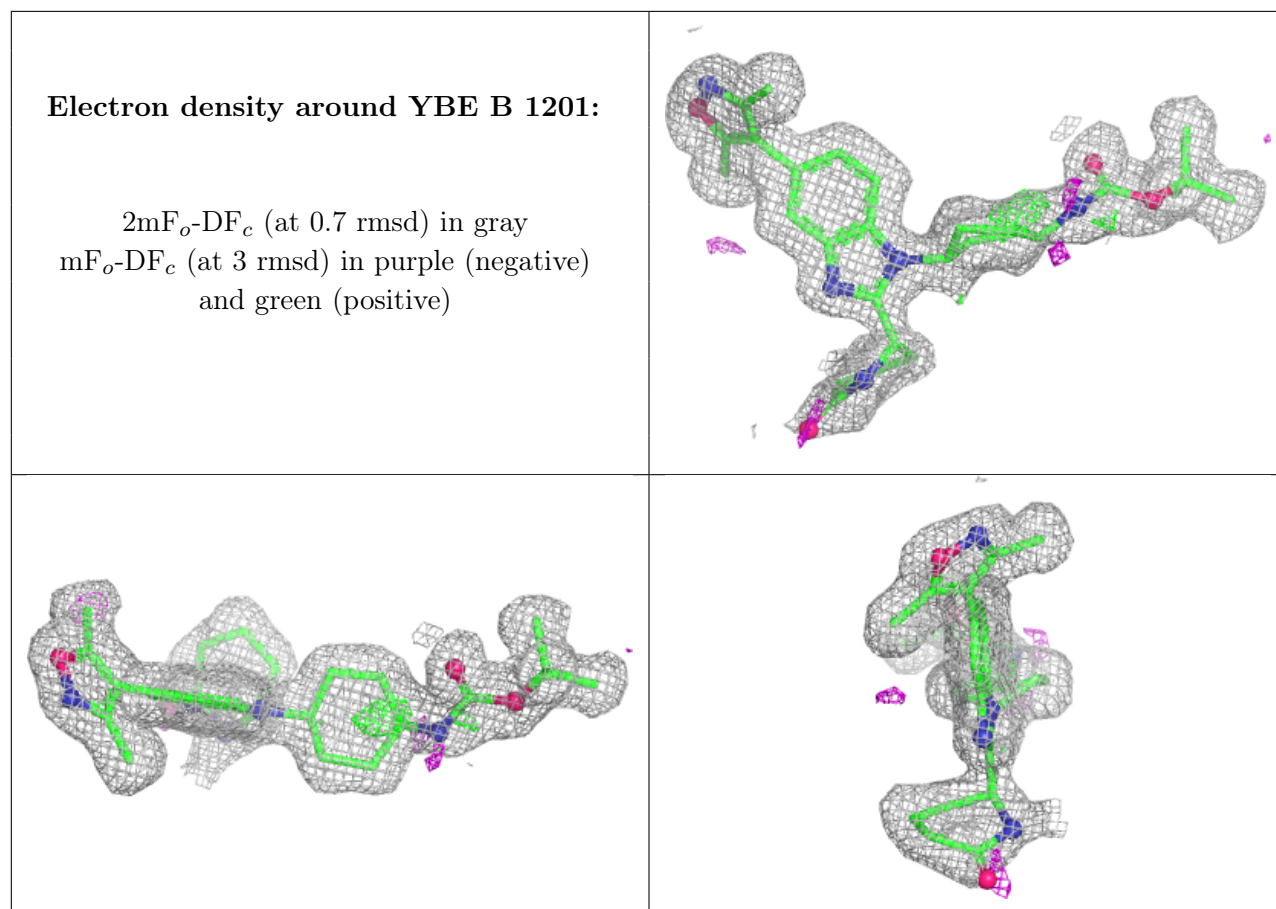 Electron density around YBE B 1201:
2mFo-DFc (at 0.7 rmsd) in gray
mFo-DFc (at 3 rmsd) in purple (negative)
and green (positive)